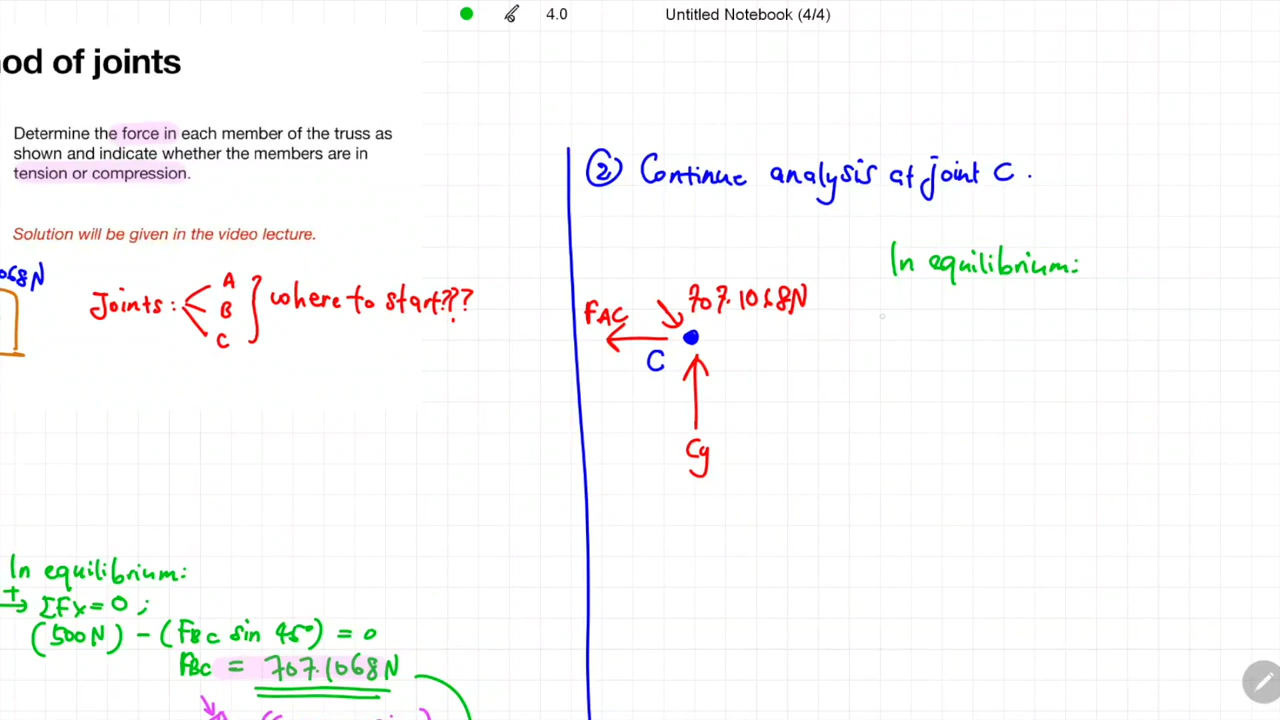 4.0 Untitled Notebook (4/4)
od of joints
Determine the force in each member of the truss as
shown and indicate whether the members are in
tension or compression.
Solution will be given in the video lecture.
068N
Joints: A B C where to start???
In equilibrium:
+ → ΣFx = 0 ;
(500N) - (FBC sin 45°) = 0
FBC = 707.1068N
② Continue analysis at joint C.
In equilibrium:
707.1068N
FAC
C
Cy